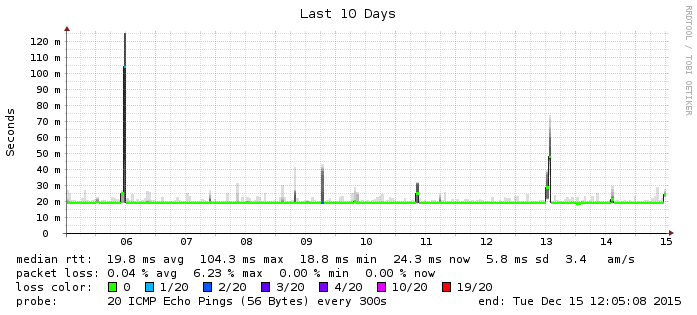 Last 10 Days
RRDTOOL / TOBI OETIKER
Seconds
120 m
110 m
100 m
90 m
80 m
70 m
60 m
50 m
40 m
30 m
20 m
10 m
0
06 07 08 09 10 11 12 13 14 15
median rtt: 19.8 ms avg 104.3 ms max 18.8 ms min 24.3 ms now 5.8 ms sd 3.4 am/s
packet loss: 0.04 % avg 6.23 % max 0.00 % min 0.00 % now
loss color: 0 1/20 2/20 3/20 4/20 10/20 19/20
probe: 20 ICMP Echo Pings (56 Bytes) every 300s end: Tue Dec 15 12:05:08 2015